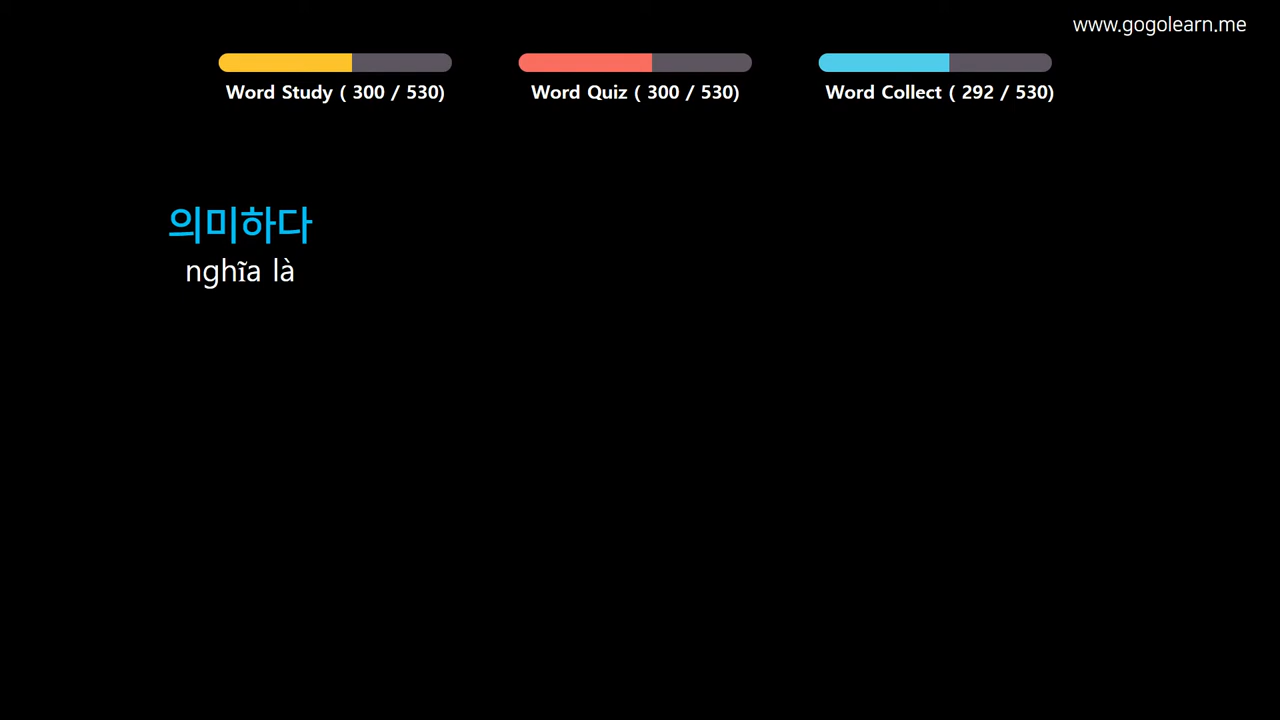 www.gogolearn.me
Word Study ( 300 / 530)
Word Quiz ( 300 / 530)
Word Collect ( 292 / 530)
의미하다
nghĩa là